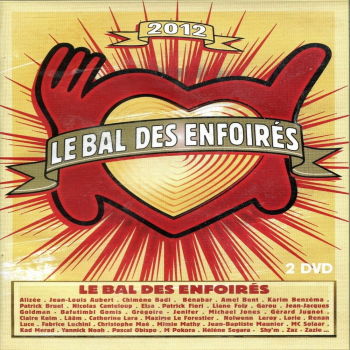 2012
LE BAL DES ENFOIRÉS
2 DVD
LE BAL DES ENFOIRÉS
Alizée . Jean-Louis Aubert . Chimène Badi . Bénabar . Amel Bent . Karim Benzéma .
Patrick Bruel . Nicolas Canteloup . Elsa . Patrick Fiori . Liane Foly . Garou . Jean-Jacques
Goldman . Bafétimbi Gomis . Grégoire . Jenifer . Michael Jones . Gérard Jugnot .
Claire Keim . Lââm . Catherine Lara . Maxime Le Forestier . Nolwenn Leroy . Lorie . Renan
Luce . Fabrice Luchini . Christophe Maé . Mimie Mathy . Jean-Baptiste Maunier . MC Solaar .
Kad Merad . Yannick Noah . Pascal Obispo . M Pokora . Hélène Ségara . Shy'm . Zaz . Zazie ...